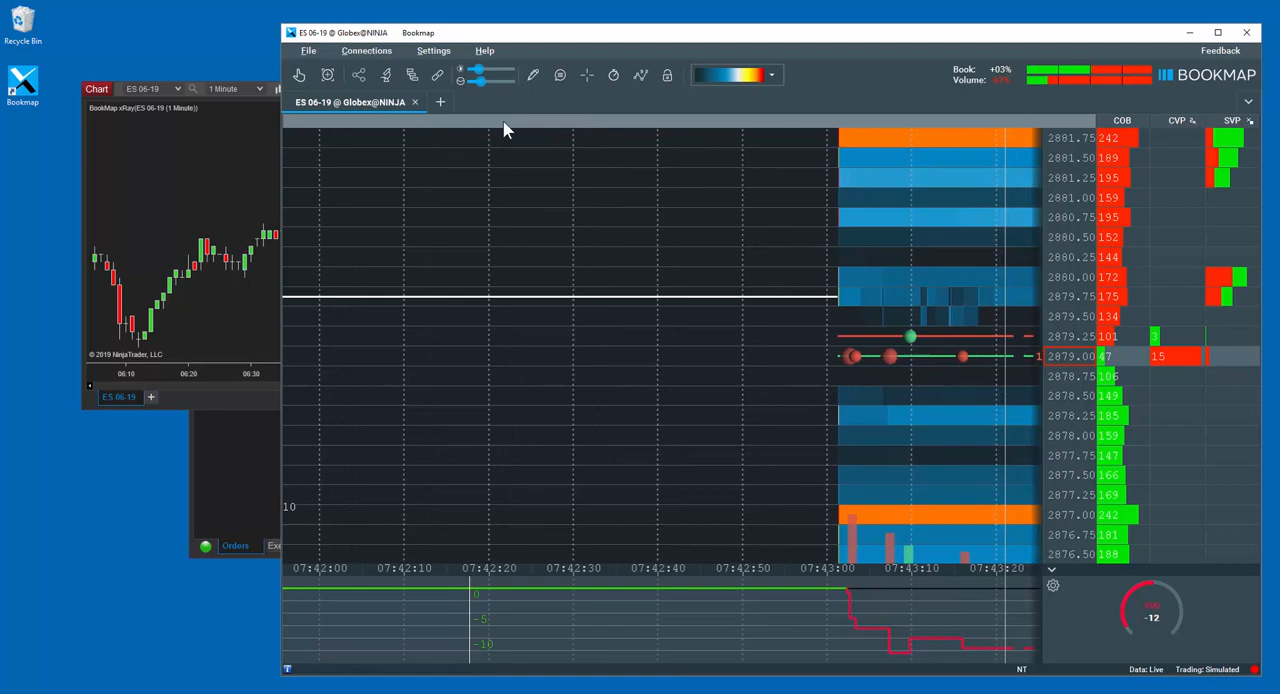 Recycle Bin
Bookmap
Chart ES 06-19 1 Minute
BookMap xRay(ES 06-19 (1 Minute))
© 2019 NinjaTrader, LLC
06:10 06:20 06:30
ES 06-19 +
Orders Exe
ES 06-19 @ Globex@NINJA Bookmap
File Connections Settings Help Feedback
Book: +03%
Volume:
BOOKMAP
ES 06-19 @ Globex@NINJA × +
COB CVP SVP
2881.75 242
2881.50 189
2881.25 195
2881.00 159
2880.75 195
2880.50 152
2880.25 144
2880.00 172
2879.75 175
2879.50 134
2879.25 101 3
1 2879.00 47 15
2878.75 106
2878.50 149
2878.25 185
2878.00 159
2877.75 147
2877.50 166
2877.25 169
10
2877.00 242
2876.75 181
2876.50 188
07:42:00 07:42:10 07:42:20 07:42:30 07:42:40 07:42:50 07:43:00 07:43:10 07:43:20
0
-5
-10
-12
NT Data: Live Trading: Simulated